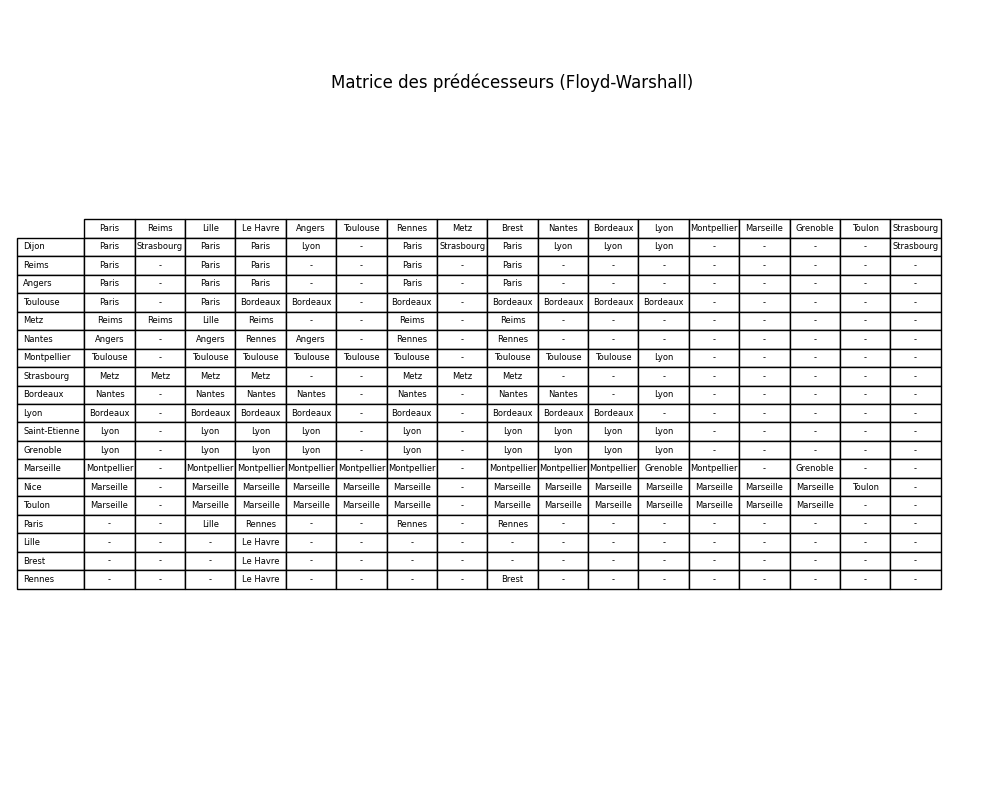 Matrice des prédécesseurs (Floyd-Warshall)
Paris Reims Lille Le Havre Angers Toulouse Rennes Metz Brest Nantes Bordeaux Lyon Montpellier Marseille Grenoble Toulon Strasbourg
Dijon Paris Strasbourg Paris Paris Lyon - Paris Strasbourg Paris Lyon Lyon Lyon - - - - Strasbourg
Reims Paris - Paris Paris - - Paris - Paris - - - - - - - -
Angers Paris - Paris Paris - - Paris - Paris - - - - - - - -
Toulouse Paris - Paris Bordeaux Bordeaux - Bordeaux - Bordeaux Bordeaux Bordeaux Bordeaux - - - - -
Metz Reims Reims Lille Reims - - Reims - Reims - - - - - - - -
Nantes Angers - Angers Rennes Angers - Rennes - Rennes - - - - - - - -
Montpellier Toulouse - Toulouse Toulouse Toulouse Toulouse Toulouse - Toulouse Toulouse Toulouse Lyon - - - - -
Strasbourg Metz Metz Metz Metz - - Metz Metz Metz - - - - - - - -
Bordeaux Nantes - Nantes Nantes Nantes - Nantes - Nantes Nantes - Lyon - - - - -
Lyon Bordeaux - Bordeaux Bordeaux Bordeaux - Bordeaux - Bordeaux Bordeaux Bordeaux - - - - - -
Saint-Etienne Lyon - Lyon Lyon Lyon - Lyon - Lyon Lyon Lyon Lyon - - - - -
Grenoble Lyon - Lyon Lyon Lyon - Lyon - Lyon Lyon Lyon Lyon - - - - -
Marseille Montpellier - Montpellier Montpellier Montpellier Montpellier Montpellier - Montpellier Montpellier Montpellier Grenoble Montpellier - Grenoble - -
Nice Marseille - Marseille Marseille Marseille Marseille Marseille - Marseille Marseille Marseille Marseille Marseille Marseille Marseille Toulon -
Toulon Marseille - Marseille Marseille Marseille Marseille Marseille - Marseille Marseille Marseille Marseille Marseille Marseille Marseille - -
Paris - - Lille Rennes - - Rennes - Rennes - - - - - - - -
Lille - - - Le Havre - - - - - - - - - - - - -
Brest - - - Le Havre - - - - - - - - - - - - -
Rennes - - - Le Havre - - - - Brest - - - - - - - -